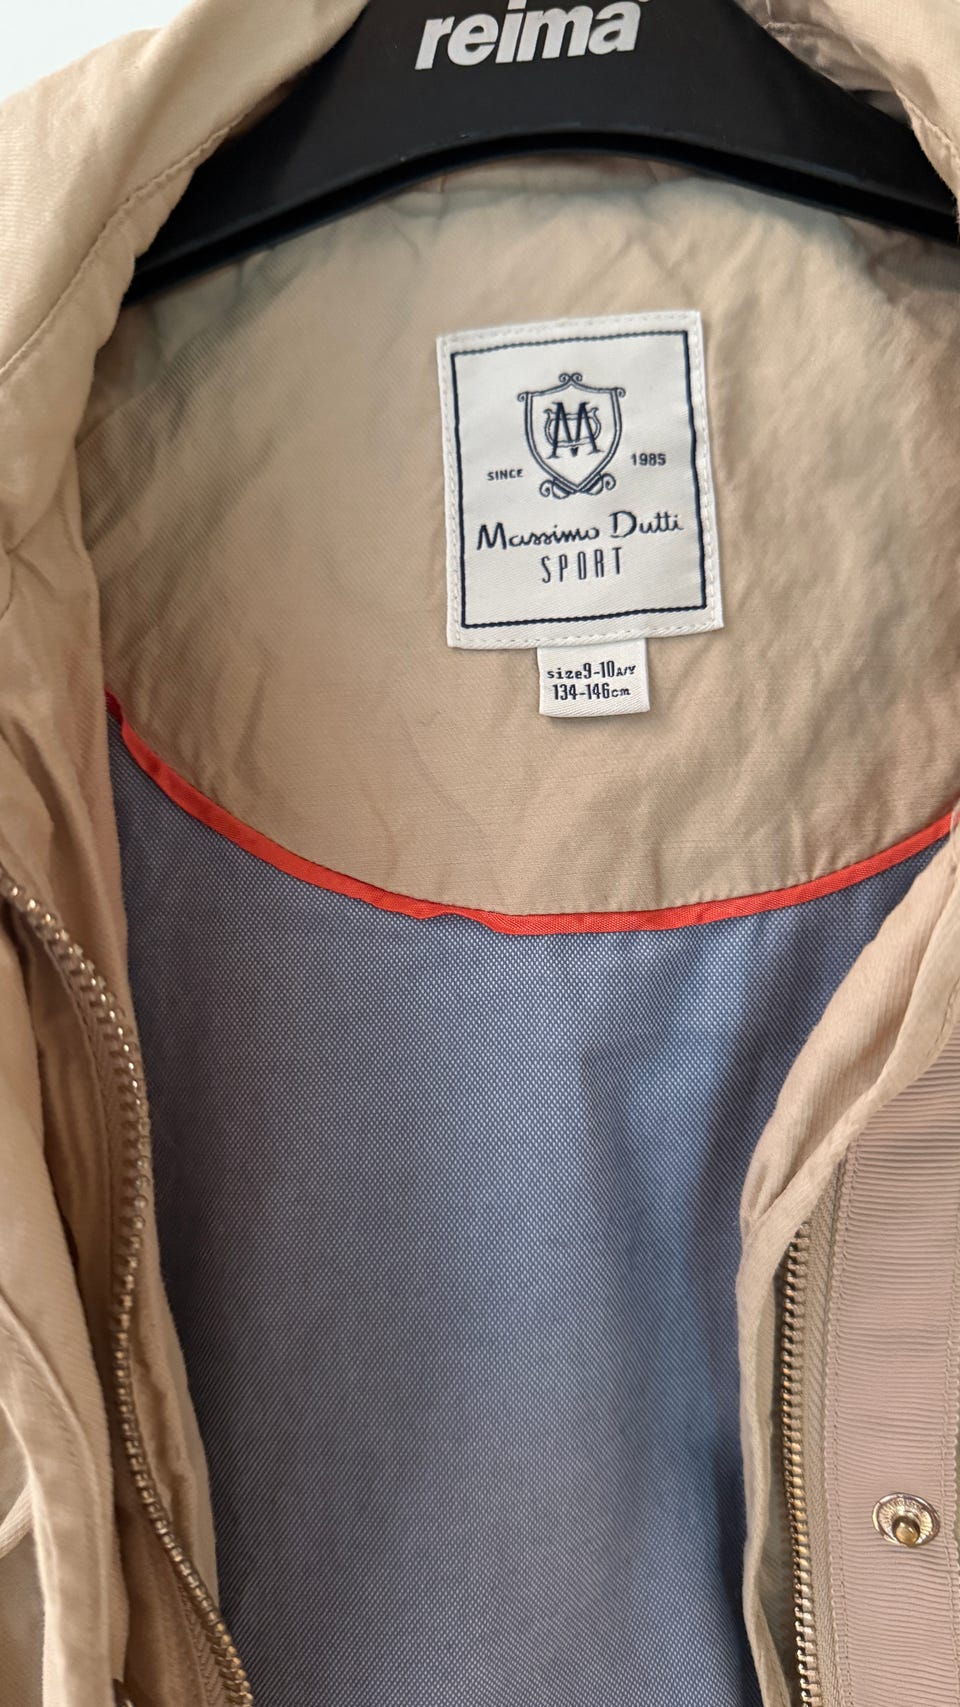 reima
SINCE 1985
Massimo Dutti
SPORT
size9-10A/Y
134-146cm